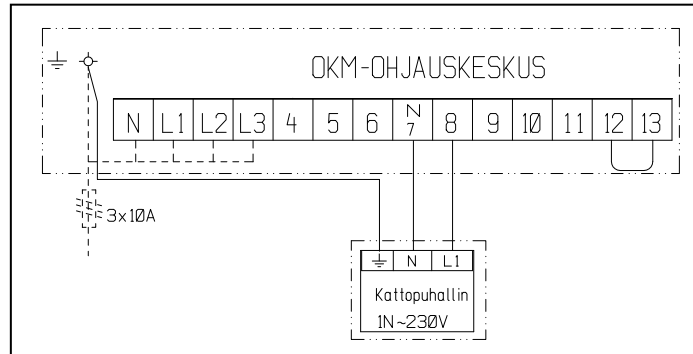 OKM-OHJAUSKESKUS
N L1 L2 L3 4 5 6 N 7 8 9 10 11 12 13
3x10A
N L1
Kattopuhallin
1N~230V